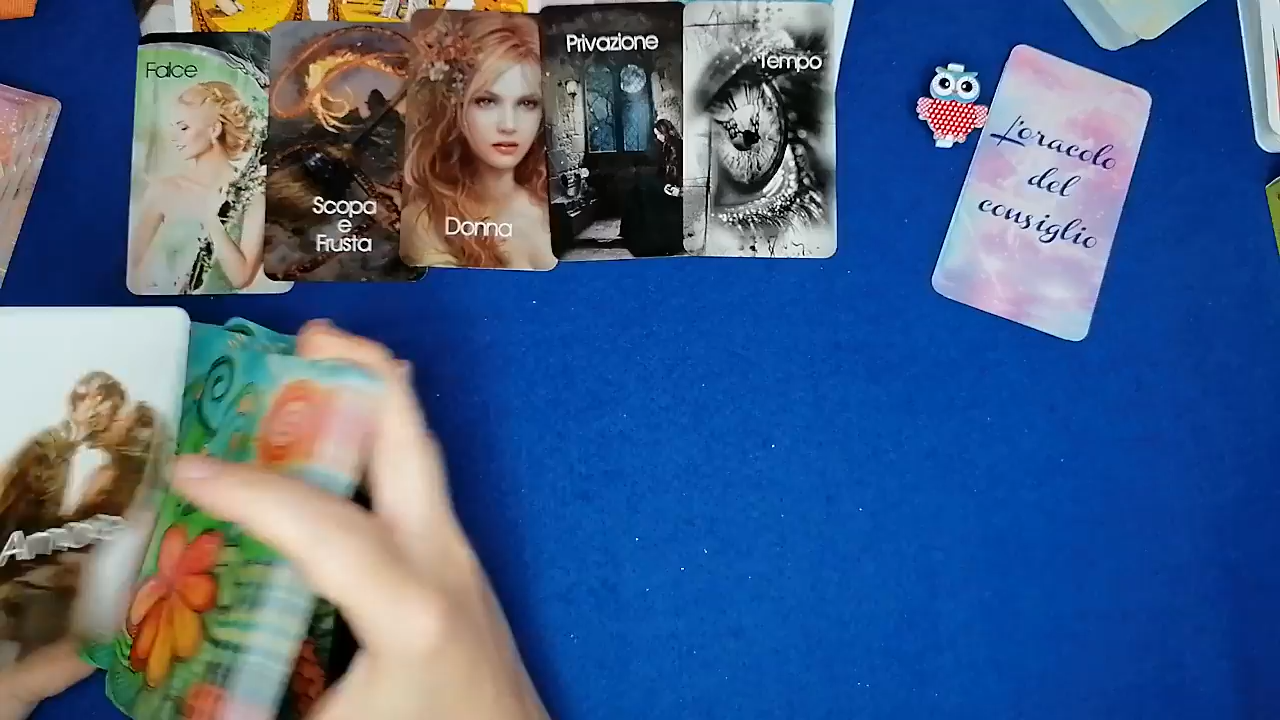 Falce
Scopa
e
Frusta
Donna
Privazione
Tempo
L'oracolo
del
consiglio